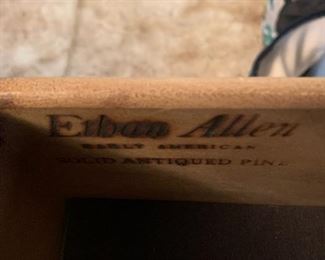 Ethan Allen
EARLY AMERICAN
SOLID ANTIQUED PINE